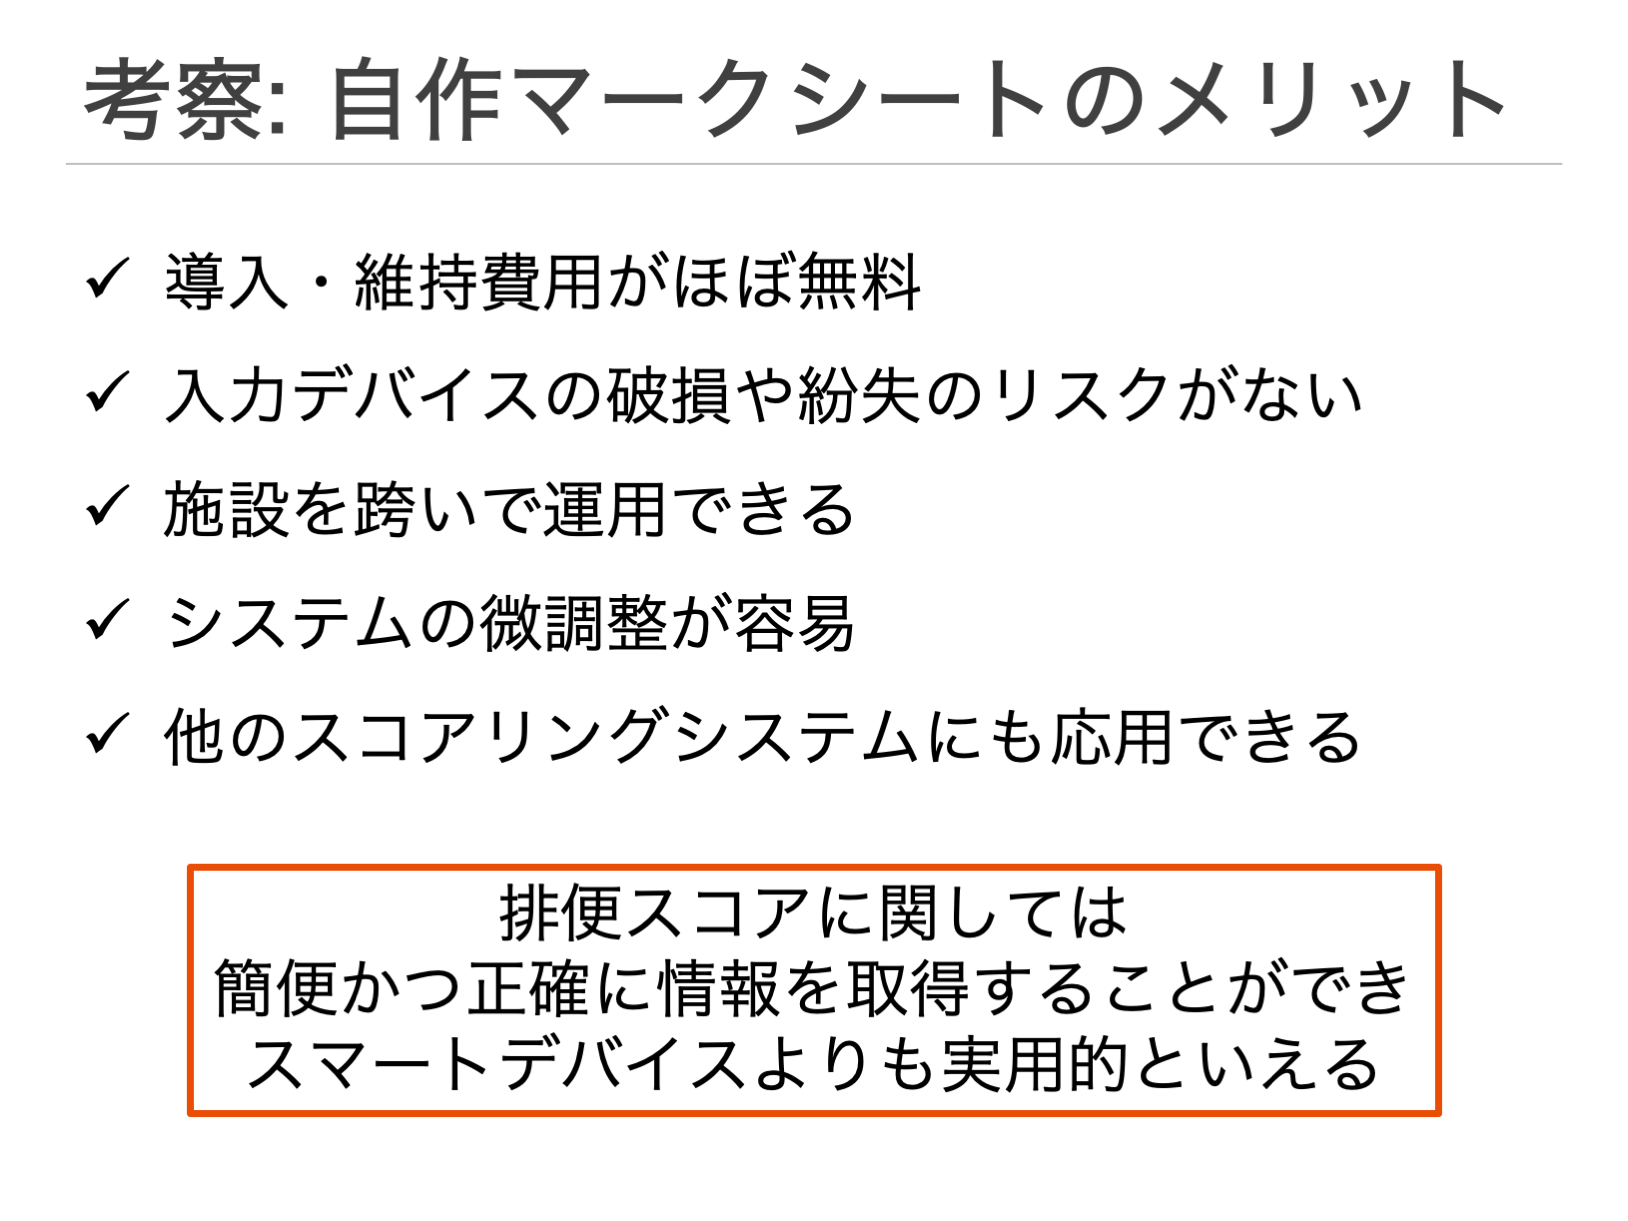 考察: 自作マークシートのメリット
✓ 導入・維持費用がほぼ無料
✓ 入力デバイスの破損や紛失のリスクがない
✓ 施設を跨いで運用できる
✓ システムの微調整が容易
✓ 他のスコアリングシステムにも応用できる
排便スコアに関しては
簡便かつ正確に情報を取得することができ
スマートデバイスよりも実用的といえる